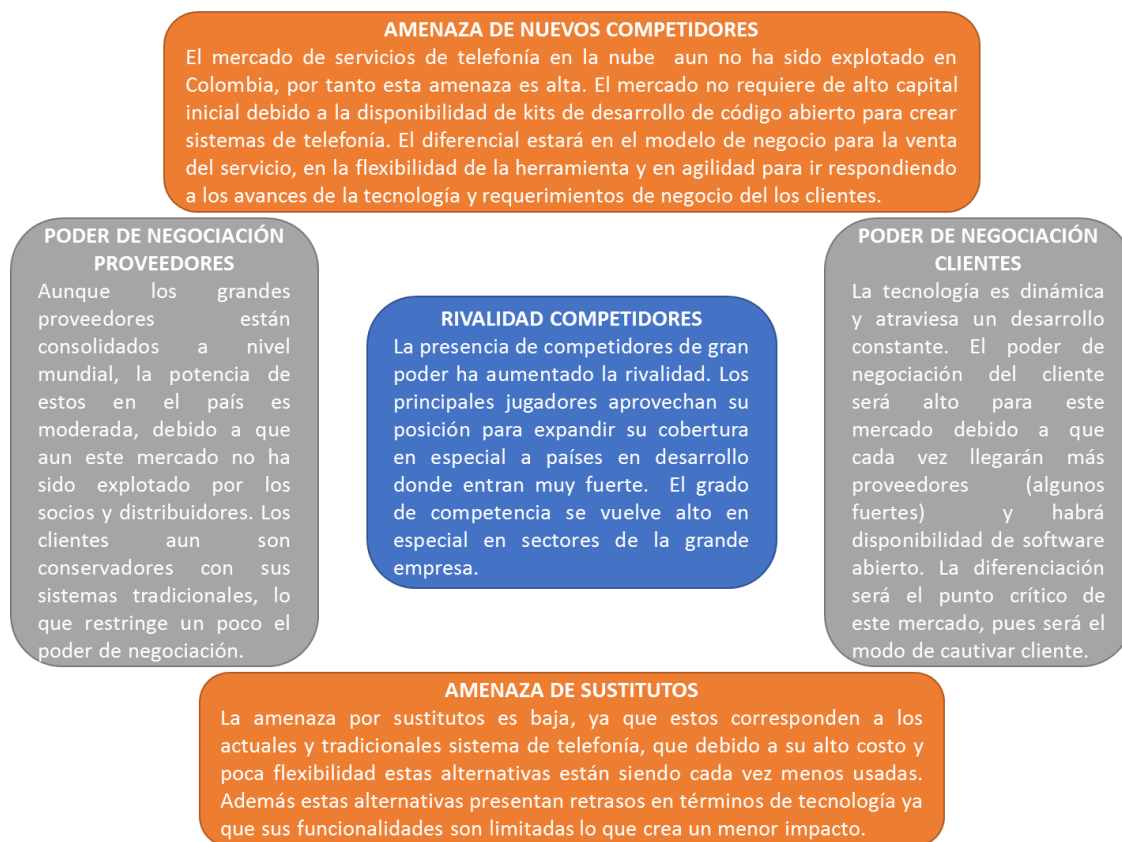 AMENAZA DE NUEVOS COMPETIDORES
El mercado de servicios de telefonía en la nube aun no ha sido explotado en
Colombia, por tanto esta amenaza es alta. El mercado no requiere de alto capital
inicial debido a la disponibilidad de kits de desarrollo de código abierto para crear
sistemas de telefonía. El diferencial estará en el modelo de negocio para la venta
del servicio, en la flexibilidad de la herramienta y en agilidad para ir respondiendo
a los avances de la tecnología y requerimientos de negocio del los clientes.
PODER DE NEGOCIACIÓN
PROVEEDORES
Aunque los grandes
proveedores están
consolidados a nivel
mundial, la potencia de
estos en el país es
moderada, debido a que
aun este mercado no ha
sido explotado por los
socios y distribuidores. Los
clientes aun son
conservadores con sus
sistemas tradicionales, lo
que restringe un poco el
poder de negociación.
RIVALIDAD COMPETIDORES
La presencia de competidores de gran
poder ha aumentado la rivalidad. Los
principales jugadores aprovechan su
posición para expandir su cobertura
en especial a países en desarrollo
donde entran muy fuerte. El grado
de competencia se vuelve alto en
especial en sectores de la grande
empresa.
PODER DE NEGOCIACIÓN
CLIENTES
La tecnología es dinámica
y atraviesa un desarrollo
constante. El poder de
negociación del cliente
será alto para este
mercado debido a que
cada vez llegarán más
proveedores (algunos
fuertes) y habrá
disponibilidad de software
abierto. La diferenciación
será el punto crítico de
este mercado, pues será el
modo de cautivar cliente.
AMENAZA DE SUSTITUTOS
La amenaza por sustitutos es baja, ya que estos corresponden a los
actuales y tradicionales sistema de telefonía, que debido a su alto costo y
poca flexibilidad estas alternativas están siendo cada vez menos usadas.
Además estas alternativas presentan retrasos en términos de tecnología ya
que sus funcionalidades son limitadas lo que crea un menor impacto.